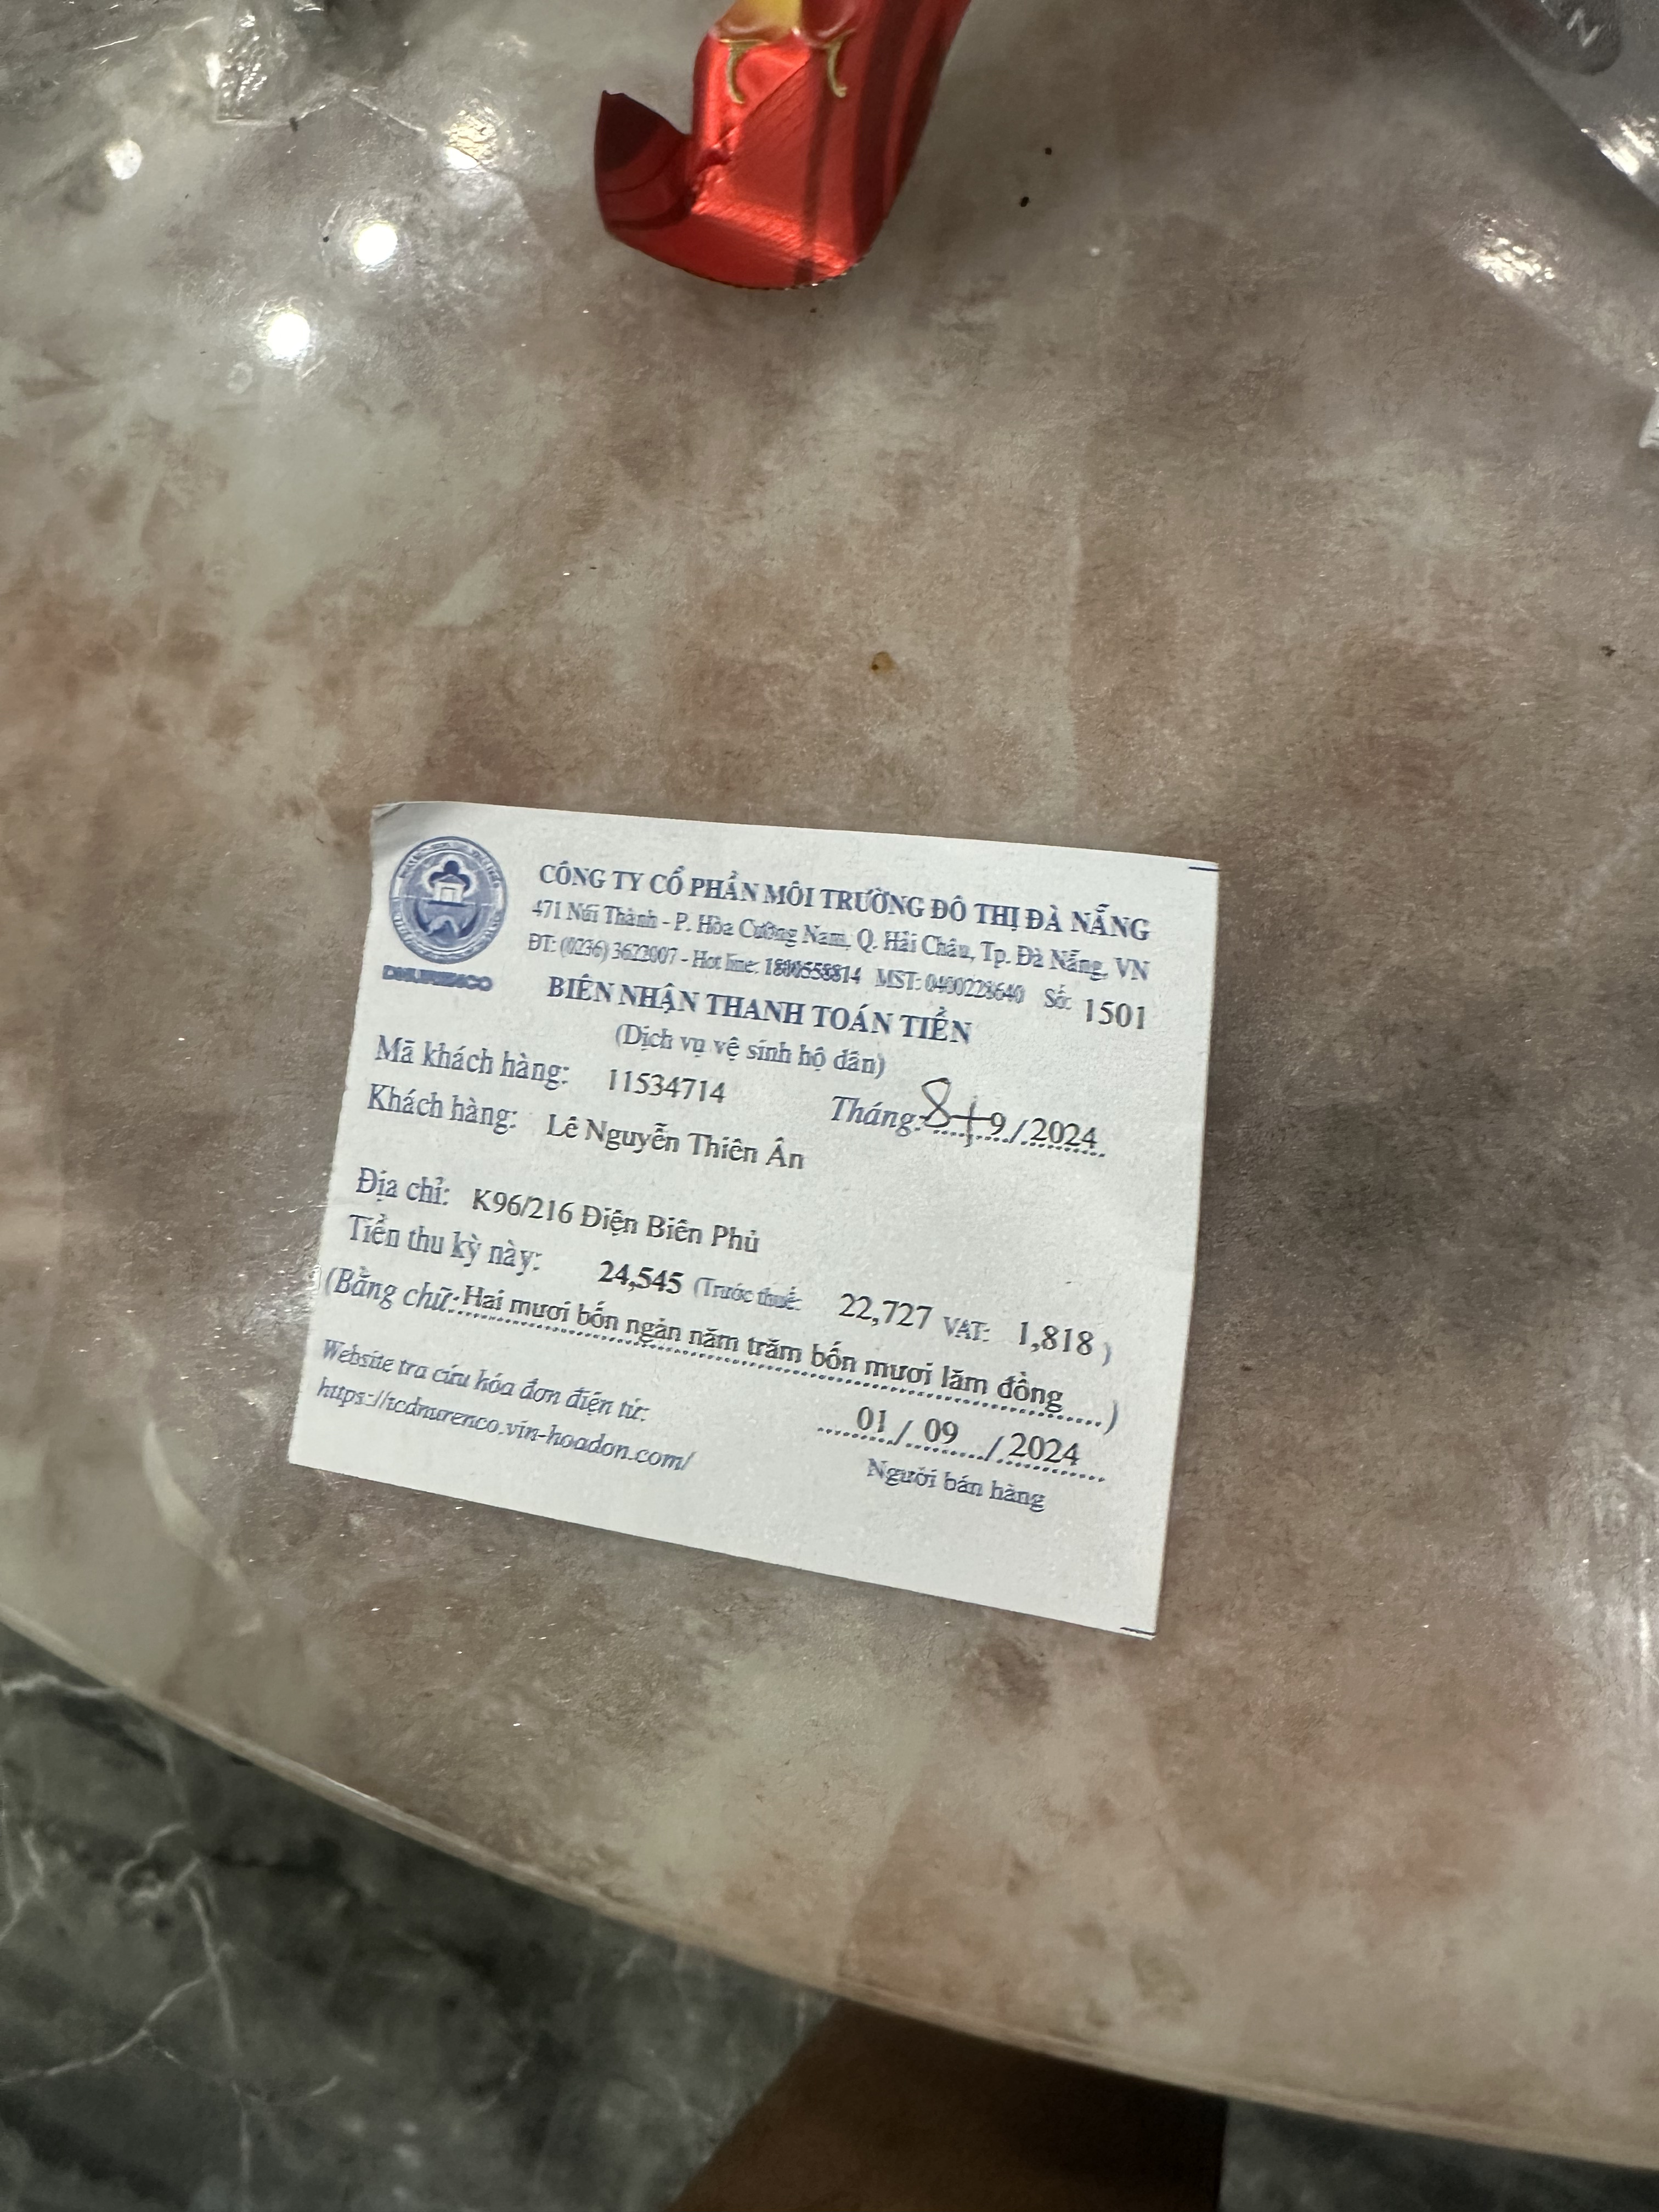 CÔNG TY CỔ PHẦN MÔI TRƯỜNG ĐÔ THỊ ĐÀ NẴNG
471 Núi Thành - P. Hòa Cường Nam, Q. Hải Châu, Tp. Đà Nẵng, VN
ĐT: (0236) 3622007 - Hot line: 1800558814 MST: 0400228640 Số: 1501
BIÊN NHẬN THANH TOÁN TIỀN
(Dịch vụ vệ sinh hộ dân)
Mã khách hàng: 11534714 Tháng: 8+9/2024
Khách hàng: Lê Nguyễn Thiên Ân
Địa chỉ: K96/216 Điện Biên Phủ
Tiền thu kỳ này: 24,545 (Trước thuế: 22,727 VAT: 1,818 )
(Bằng chữ: Hai mươi bốn ngàn năm trăm bốn mươi lăm đồng )
Website tra cứu hóa đơn điện tử:
https://tcdnurenco.vin-hoadon.com/
01 / 09 / 2024
Người bán hàng